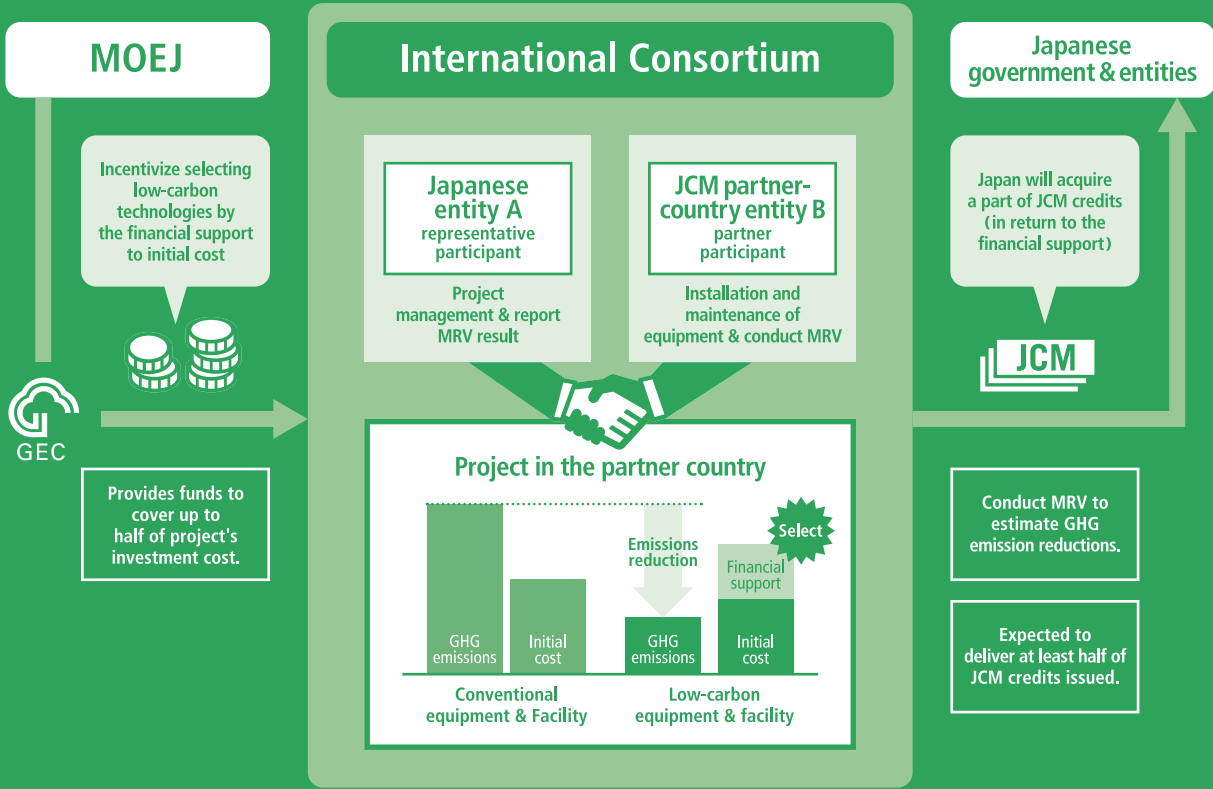 MOEJ
Incentivize selecting
low-carbon
technologies by
the financial support
to initial cost
GEC
Provides funds to
cover up to
half of project's
investment cost.
International Consortium
Japanese
entity A
representative
participant
Project
management & report
MRV result
JCM partner-
country entity B
partner
participant
Installation and
maintenance of
equipment & conduct MRV
Project in the partner country
Select
Emissions
reduction
Financial
support
GHG
emissions
Initial
cost
GHG
emissions
Initial
cost
Conventional
equipment & Facility
Low-carbon
equipment & facility
Japanese
government & entities
Japan will acquire
a part of JCM credits
(in return to the
financial support)
JCM
Conduct MRV to
estimate GHG
emission reductions.
Expected to
deliver at least half of
JCM credits issued.